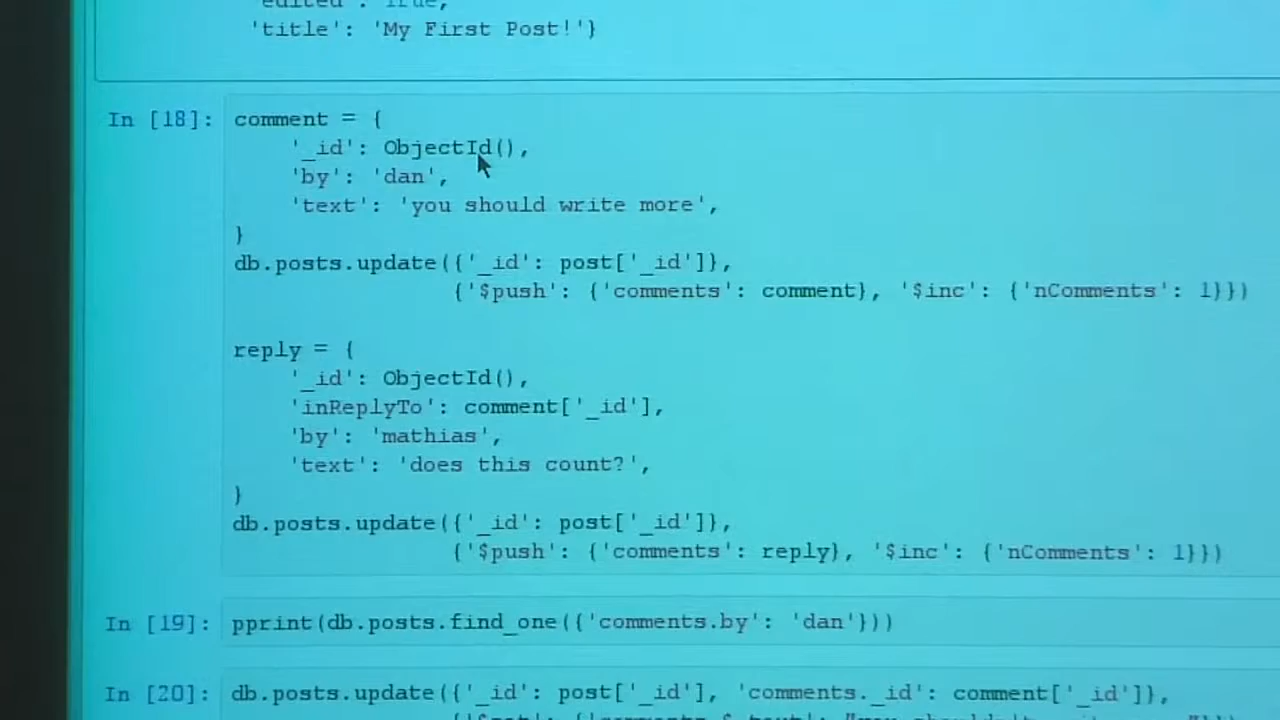 'edited': True,
'title': 'My First Post!'}
In [18]: comment = {
'_id': ObjectId(),
'by': 'dan',
'text': 'you should write more',
}
db.posts.update({'_id': post['_id']},
{'$push': {'comments': comment}, '$inc': {'nComments': 1}})
reply = {
'_id': ObjectId(),
'inReplyTo': comment['_id'],
'by': 'mathias',
'text': 'does this count?',
}
db.posts.update({'_id': post['_id']},
{'$push': {'comments': reply}, '$inc': {'nComments': 1}})
In [19]: pprint(db.posts.find_one({'comments.by': 'dan'}))
In [20]: db.posts.update({'_id': post['_id'], 'comments._id': comment['_id']},